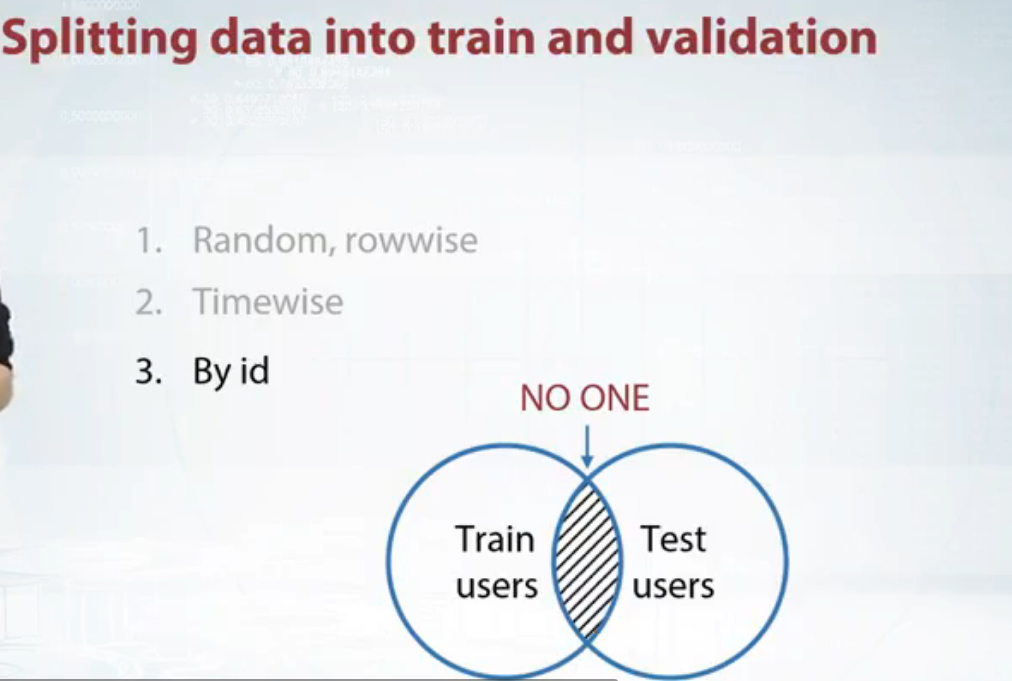 Splitting data into train and validation
1. Random, rowwise
2. Timewise
3. By id
NO ONE
Train users
Test users